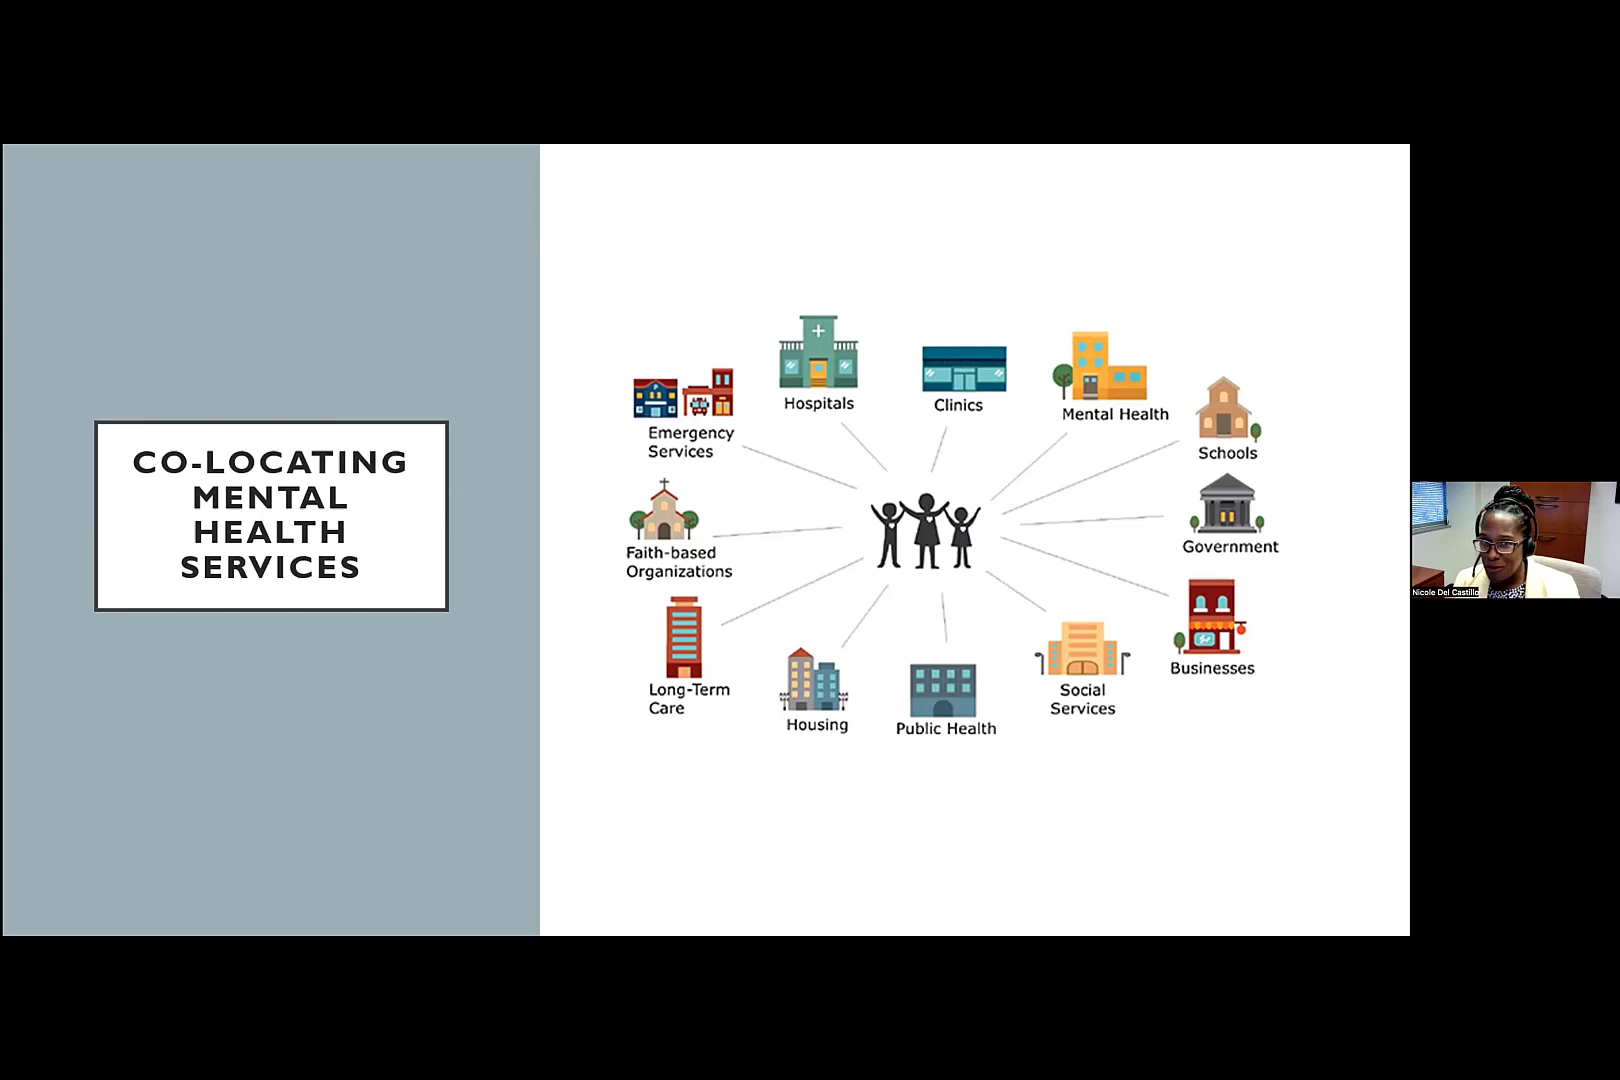 CO-LOCATING
MENTAL
HEALTH
SERVICES
Hospitals
Clinics
Mental Health
Emergency
Services
Schools
Faith-based
Organizations
Government
Long-Term
Care
Housing
Public Health
Social
Services
Businesses
P
Nicole Del Castillo